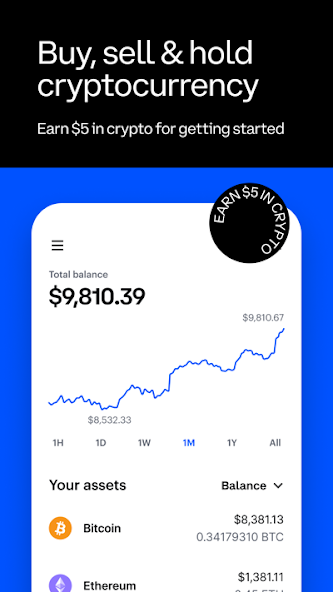 Buy, sell & hold
cryptocurrency
Earn $5 in crypto for getting started
EARN $5 IN CRYPTO
Total balance
$9,810.39
$9,810.67
$8,532.33
1H 1D 1W 1M 1Y All
Your assets Balance
Bitcoin $8,381.13
0.34179310 BTC
Ethereum $1,381.11